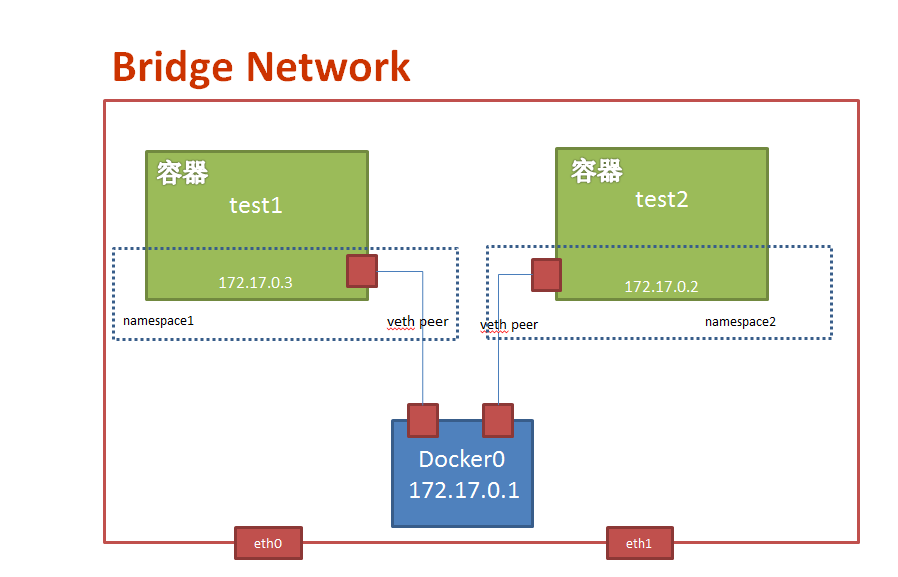 Bridge Network
容器
test1
172.17.0.3
namespace1
veth peer
容器
test2
172.17.0.2
veth peer
namespace2
Docker0
172.17.0.1
eth0
eth1